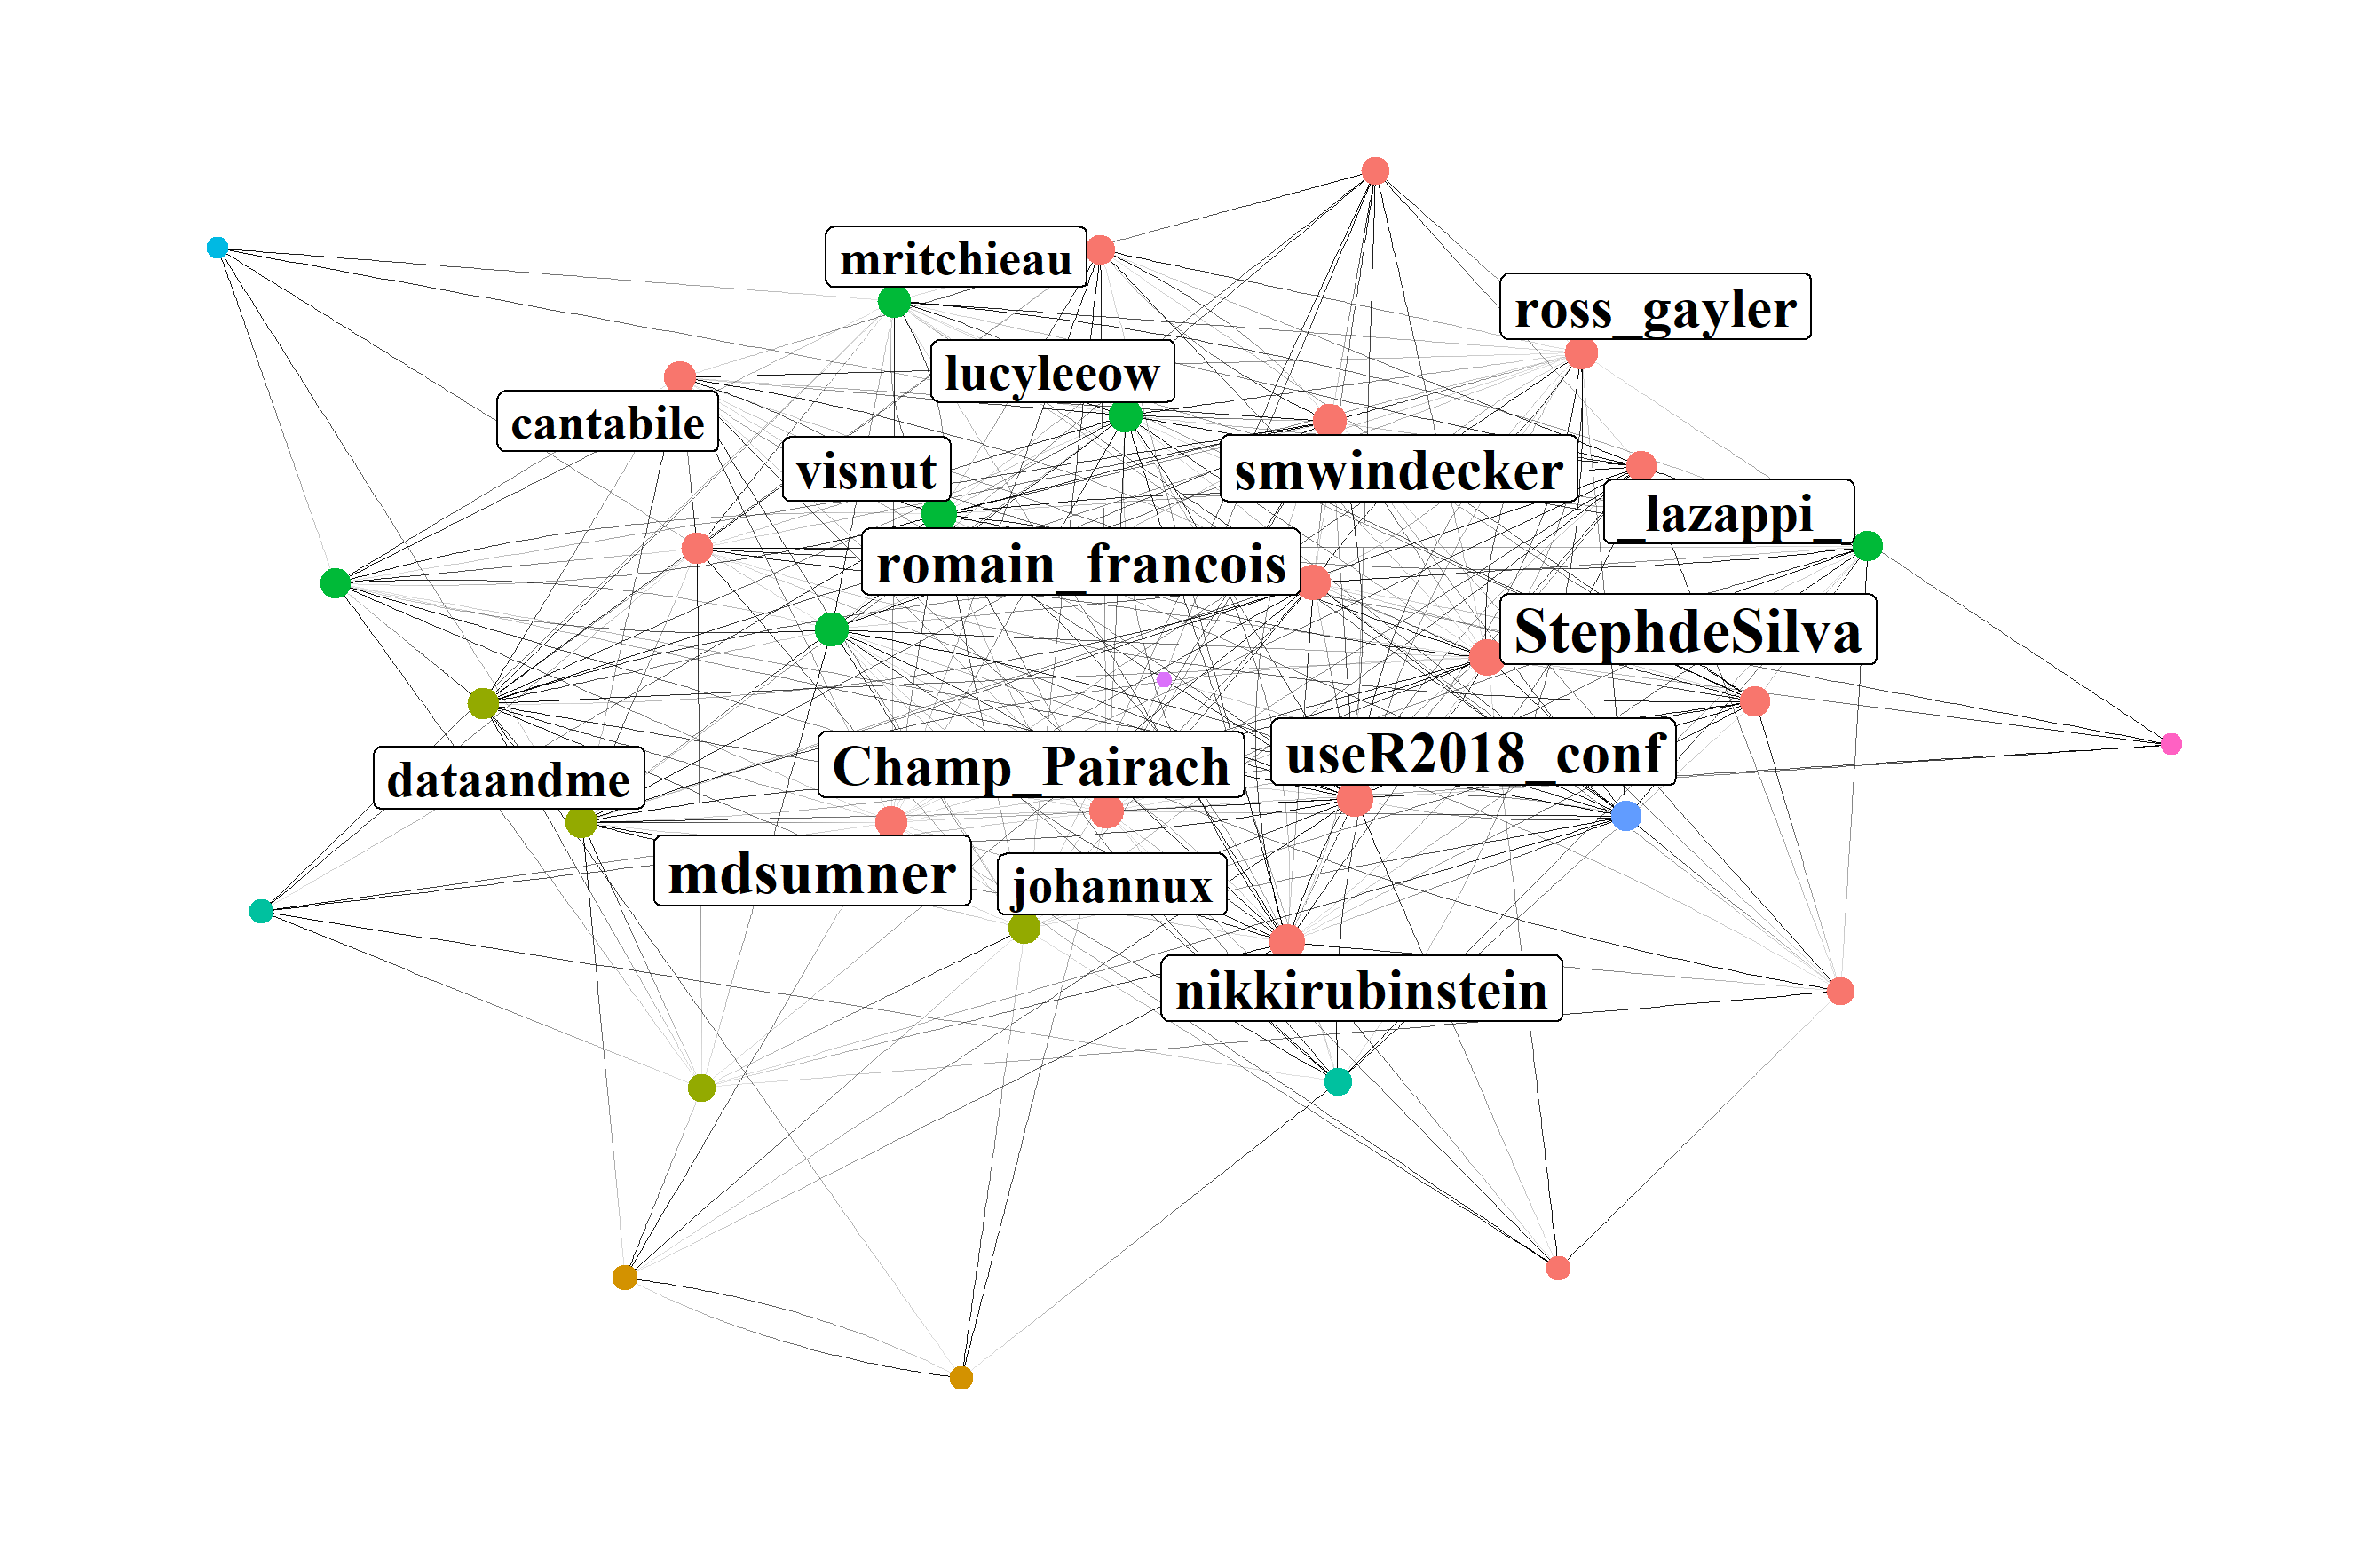 mritchieau
ross_gayler
lucyleeow
cantabile
visnut
smwindecker
_lazappi_
romain_francois
StephdeSilva
useR2018_conf
Champ_Pairach
dataandme
mdsumner
johannux
nikkirubinstein